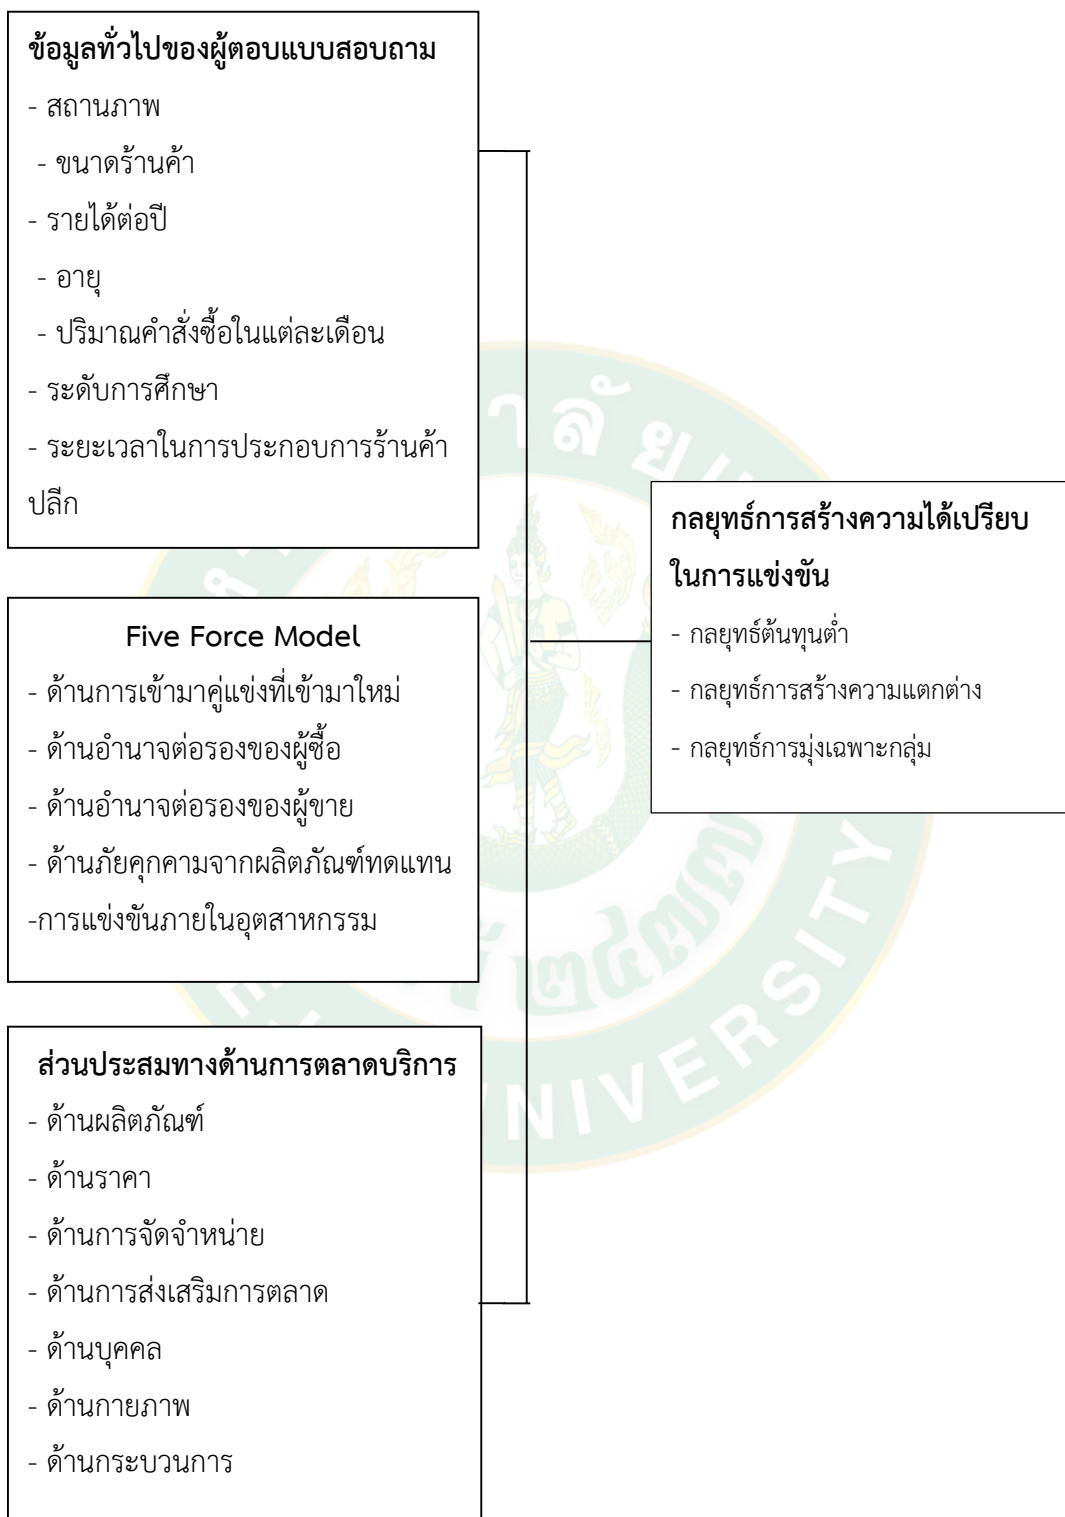 ข้อมูลทั่วไปของผู้ตอบแบบสอบถาม
- สถานภาพ
- ขนาดร้านค้า
- รายได้ต่อปี
- อายุ
- ปริมาณคำสั่งซื้อในแต่ละเดือน
- ระดับการศึกษา
- ระยะเวลาในการประกอบการร้านค้า
ปลีก
Five Force Model
- ด้านการเข้ามาคู่แข่งที่เข้ามาใหม่
- ด้านอำนาจต่อรองของผู้ซื้อ
- ด้านอำนาจต่อรองของผู้ขาย
- ด้านภัยคุกคามจากผลิตภัณฑ์ทดแทน
-การแข่งขันภายในอุตสาหกรรม
ส่วนประสมทางด้านการตลาดบริการ
- ด้านผลิตภัณฑ์
- ด้านราคา
- ด้านการจัดจำหน่าย
- ด้านการส่งเสริมการตลาด
- ด้านบุคคล
- ด้านกายภาพ
- ด้านกระบวนการ
กลยุทธ์การสร้างความได้เปรียบ
ในการแข่งขัน
- กลยุทธ์ต้นทุนต่ำ
- กลยุทธ์การสร้างความแตกต่าง
- กลยุทธ์การมุ่งเฉพาะกลุ่ม
UNIVERSITY
๒๔๗๗